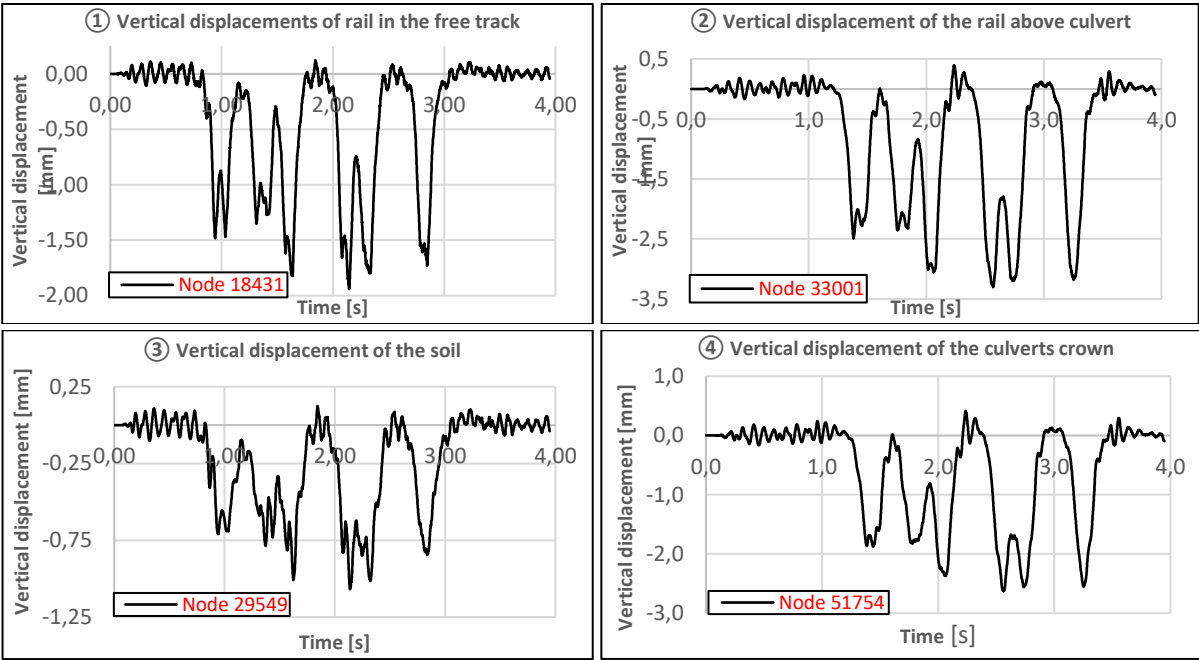 ① Vertical displacements of rail in the free track
Vertical displacement
[mm]
0,00
-0,50
-1,00
-1,50
-2,00
0,00 1,00 2,00 3,00 4,00
Node 18431
Time [s]
② Vertical displacement of the rail above culvert
Vertical displacement
[mm]
0,5
-0,5
-1,5
-2,5
-3,5
0,0 1,0 2,0 3,0 4,0
Node 33001
Time [s]
③ Vertical displacement of the soil
Vertical displacement [mm]
0,25
-0,25
-0,75
-1,25
0,00 1,00 2,00 3,00 4,00
Node 29549
Time [s]
④ Vertical displacement of the culverts crown
Vertical displacement [mm]
1,0
0,0
-1,0
-2,0
-3,0
0,0 1,0 2,0 3,0 4,0
Node 51754
Time [s]